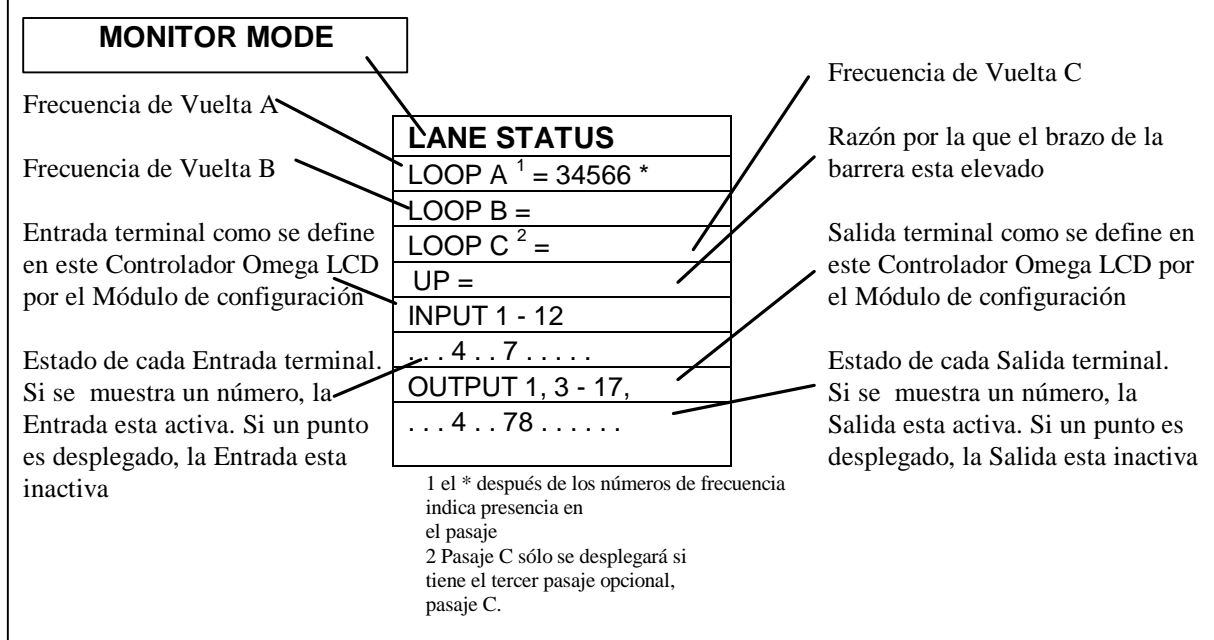 MONITOR MODE
Frecuencia de Vuelta A
Frecuencia de Vuelta B
Entrada terminal como se define
en este Controlador Omega LCD
por el Módulo de configuración
Estado de cada Entrada terminal.
Si se muestra un número, la
Entrada esta activa. Si un punto
es desplegado, la Entrada esta
inactiva
LANE STATUS
LOOP A ¹ = 34566 *
LOOP B =
LOOP C ² =
UP =
INPUT 1 - 12
. . . 4 . . 7 . . . . .
OUTPUT 1, 3 - 17,
. . . 4 . . 78 . . . . . .
1 el * después de los números de frecuencia
indica presencia en
el pasaje
2 Pasaje C sólo se desplegará si
tiene el tercer pasaje opcional,
pasaje C.
Frecuencia de Vuelta C
Razón por la que el brazo de la
barrera esta elevado
Salida terminal como se define en
este Controlador Omega LCD por
el Módulo de configuración
Estado de cada Salida terminal.
Si se muestra un número, la
Salida esta activa. Si un punto es
desplegado, la Salida esta inactiva